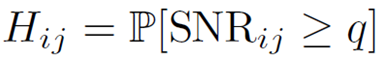 H_{ij} = ℙ[SNR_{ij} ≥ q]